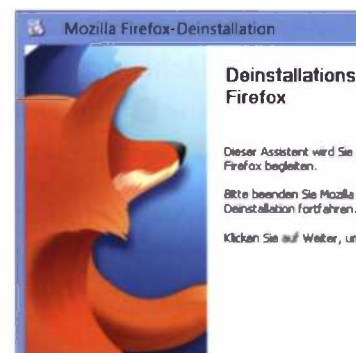 Mozilla Firefox-Deinstallation
Deinstallations
Firefox
Dieser Assistent wird Sie
Firefox begleiten.
Bitte beenden Sie Mozilla
Deinstallation fortfahren.
Klicken Sie auf Weiter, un